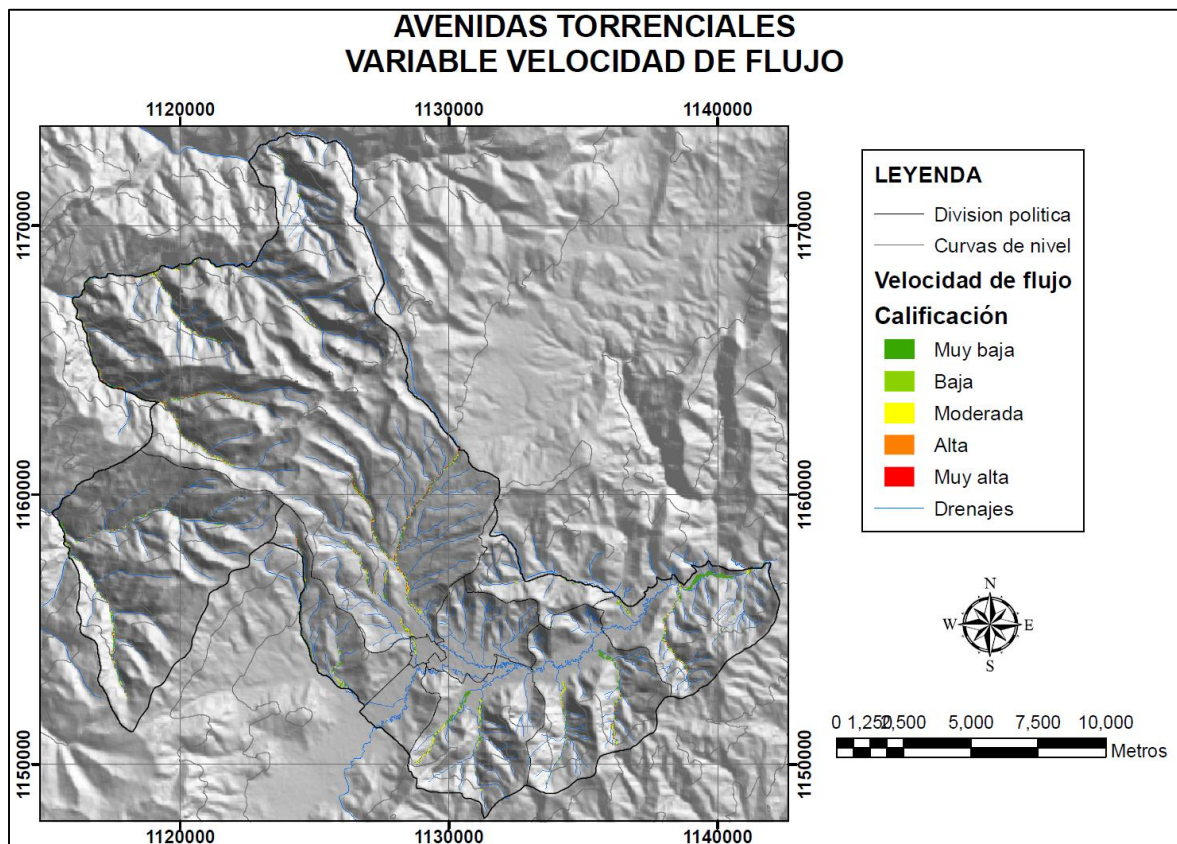 AVENIDAS TORRENCIALES
VARIABLE VELOCIDAD DE FLUJO
1120000 1130000 1140000
1170000 1170000
1160000 1160000
1150000 1150000
1120000 1130000 1140000
LEYENDA
Division politica
Curvas de nivel
Velocidad de flujo
Calificación
Muy baja
Baja
Moderada
Alta
Muy alta
Drenajes
N
W E
S
0 1,250 2,500 5,000 7,500 10,000
Metros